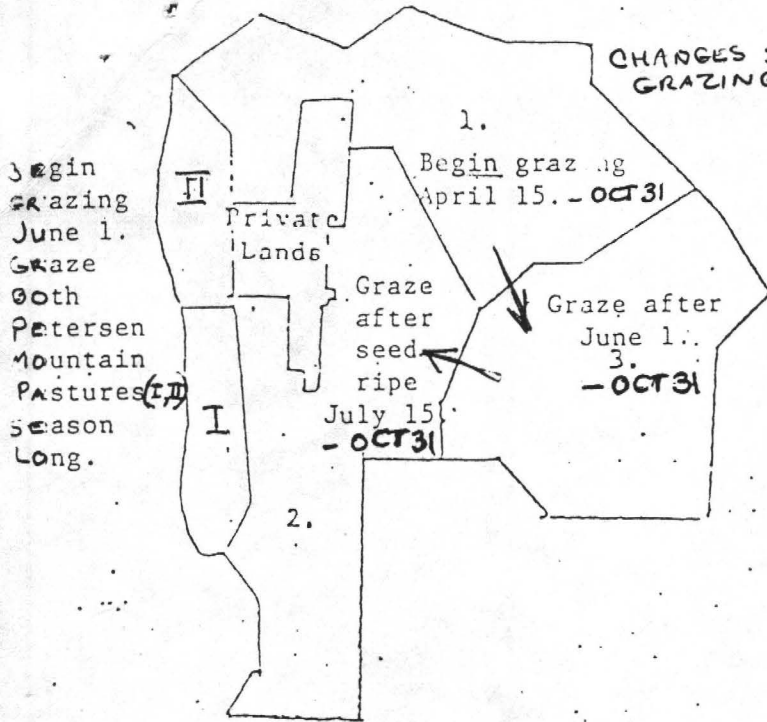 CHANGES
GRAZING
1.
Begin grazing
April 15. - OCT 31
Begin
Grazing
June 1.
Graze
Both
Petersen
Mountain
Pastures (I, II)
Season
Long.
II
I
Private
Lands
Graze
after
seed
ripe
July 15
- OCT 31
2.
Graze after
June 1.
3.
- OCT 31